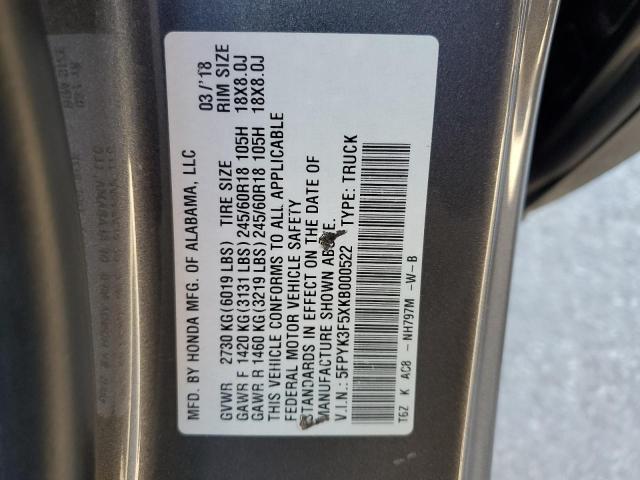 MFD. BY HONDA MFG. OF ALABAMA, LLC 03/'18
GVWR 2730 KG (6019 LBS) TIRE SIZE RIM SIZE
GAWR F 1420 KG (3131 LBS) 245/60R18 105H 18X8.0J
GAWR R 1460 KG (3219 LBS) 245/60R18 105H 18X8.0J
THIS VEHICLE CONFORMS TO ALL APPLICABLE
FEDERAL MOTOR VEHICLE SAFETY
STANDARDS IN EFFECT ON THE DATE OF
MANUFACTURE SHOWN ABOVE.
V.I.N.: 5FPYK3F5XKB000522 TYPE: TRUCK
T6Z K AC8 - NH797M -W-B